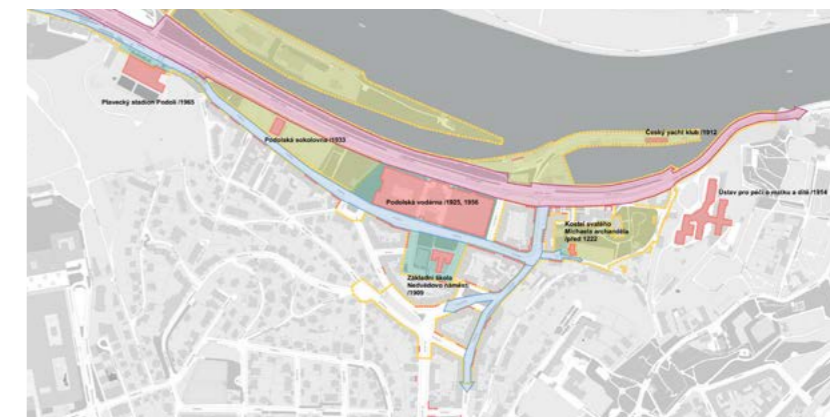 Plavecký stadion Podolí /1965
Podolská sokolovna /1933
Český yacht klub /1912
Podolská vodárna /1925, 1956
Ústav pro péči o matku a dítě /1914
Kostel svatého
Michaela archanděla
/před 1222
Základní škola
Nedvědovo náměstí,
/1909